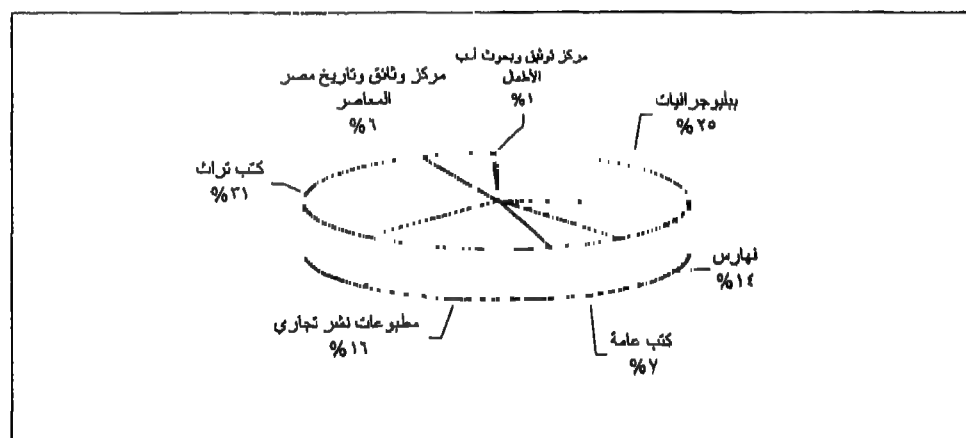 مركز توثيق وبحوث أدب
الأطفال
%١
مركز وثائق وتاريخ مصر
المعاصر
%٦
ببليوجرافيات
%٢٥
كتب تراث
%٣١
فهارس
%١٤
مطبوعات نشر تجاري
%١٦
كتب عامة
%٧